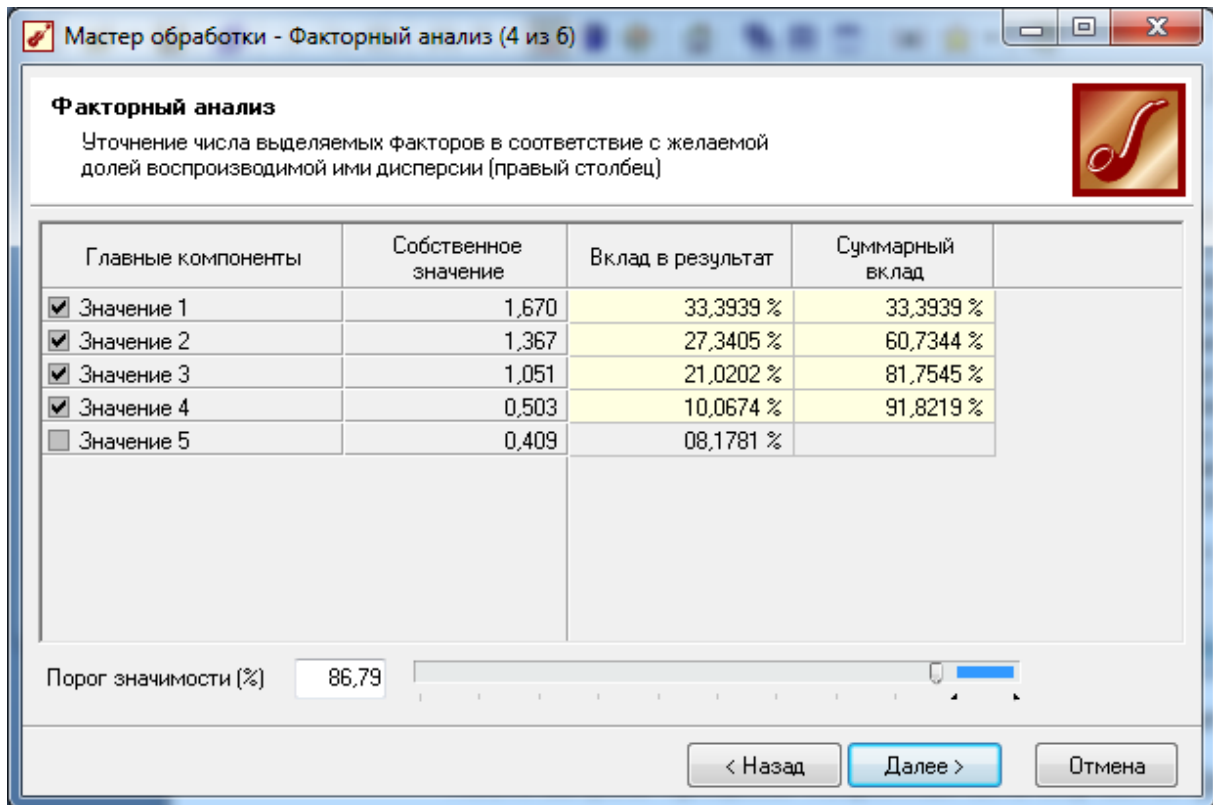 Мастер обработки - Факторный анализ (4 из 6)
Факторный анализ
Уточнение числа выделяемых факторов в соответствие с желаемой
долей воспроизводимой ими дисперсии (правый столбец)
Главные компоненты Собственное значение Вклад в результат Суммарный вклад
Значение 1 1,670 33,3939 % 33,3939 %
Значение 2 1,367 27,3405 % 60,7344 %
Значение 3 1,051 21,0202 % 81,7545 %
Значение 4 0,503 10,0674 % 91,8219 %
Значение 5 0,409 08,1781 %
Порог значимости (%) 86,79
< Назад Далее > Отмена